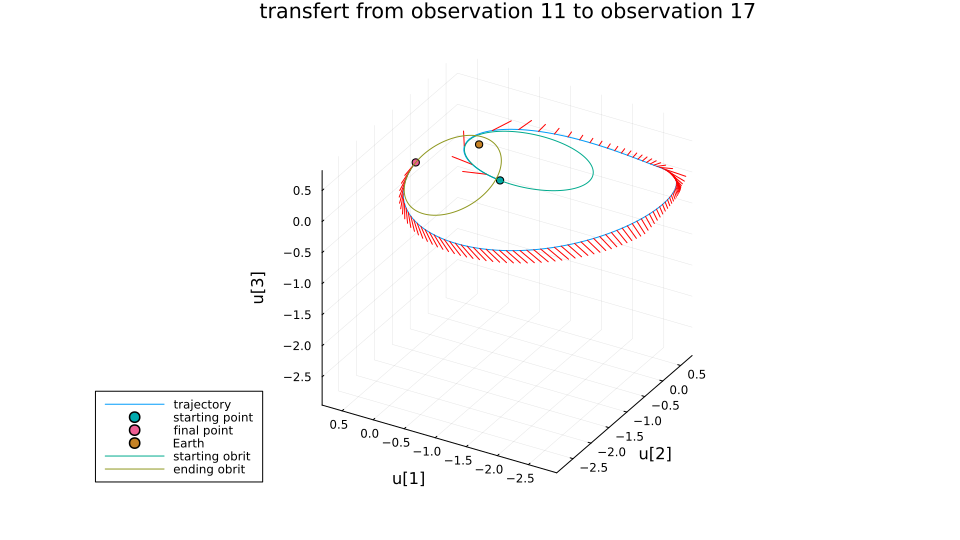 transfert from observation 11 to observation 17
u[3]
0.5
0.0
−0.5
−1.0
−1.5
−2.0
−2.5
0.5
0.0
−0.5
−1.0
−1.5
−2.0
−2.5
u[1]
0.5
0.0
−0.5
−1.0
−1.5
−2.0
−2.5
u[2]
trajectory
starting point
final point
Earth
starting obrit
ending obrit